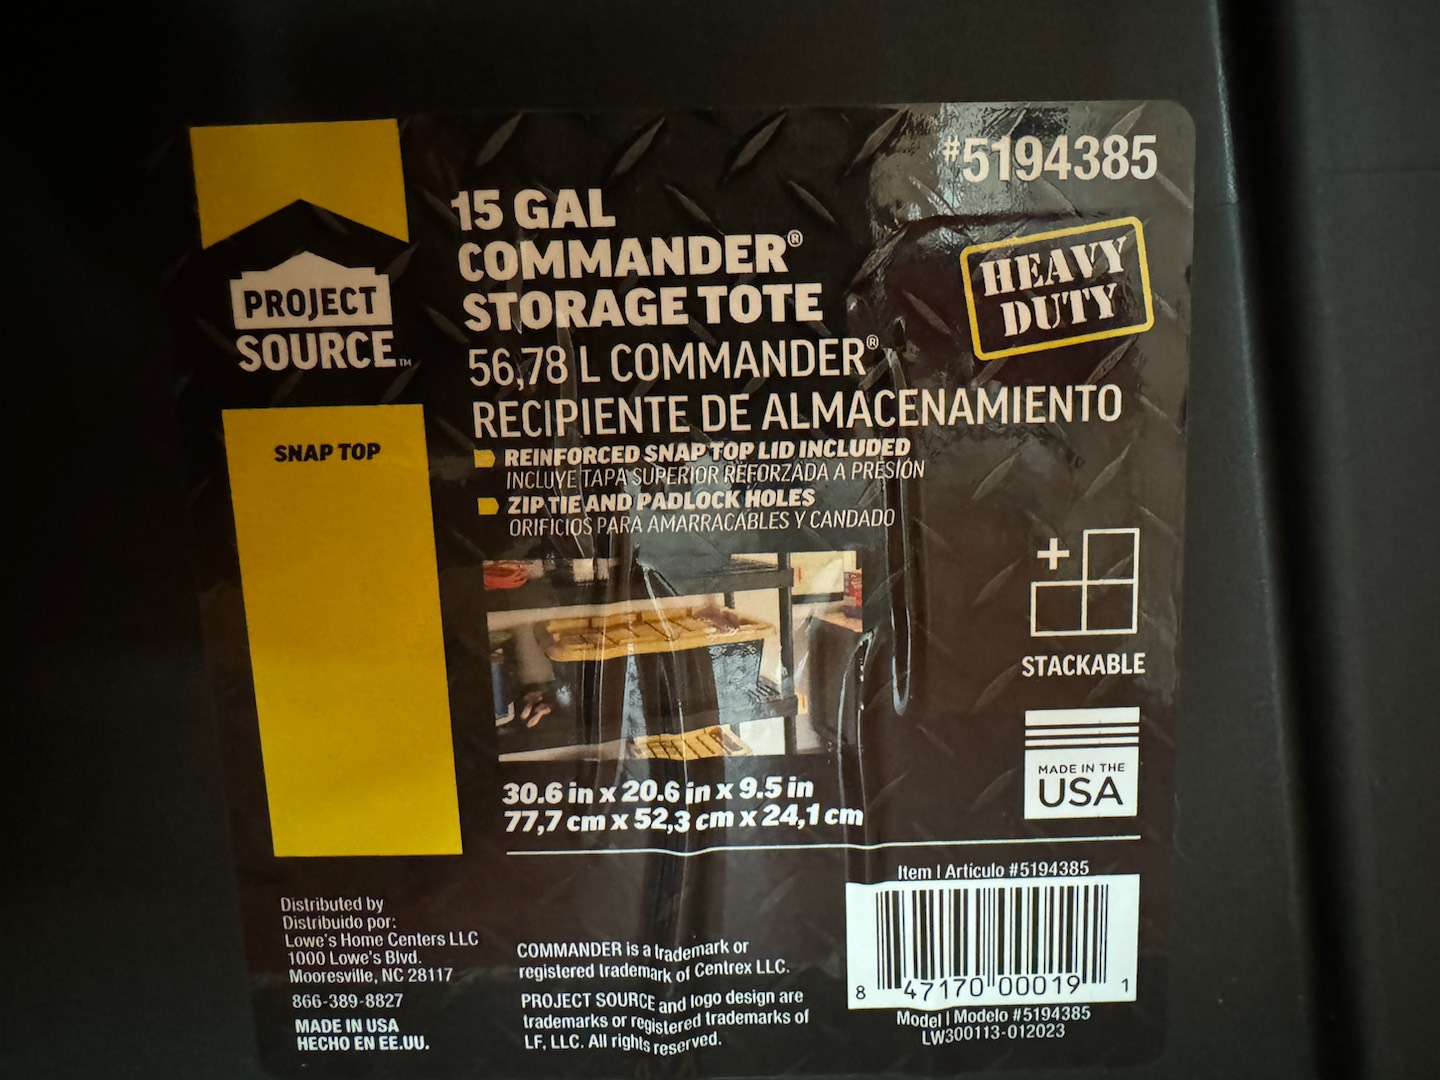 #5194385
PROJECT
SOURCE™
SNAP TOP
15 GAL
COMMANDER®
STORAGE TOTE
56,78 L COMMANDER®
RECIPIENTE DE ALMACENAMIENTO
HEAVY
DUTY
REINFORCED SNAP TOP LID INCLUDED
INCLUYE TAPA SUPERIOR REFORZADA A PRESIÓN
ZIP TIE AND PADLOCK HOLES
ORIFICIOS PARA AMARRACABLES Y CANDADO
STACKABLE
MADE IN THE
USA
30.6 in x 20.6 in x 9.5 in
77,7 cm x 52,3 cm x 24,1 cm
Distributed by
Distribuido por:
Lowe's Home Centers LLC
1000 Lowe's Blvd.
Mooresville, NC 28117
866-389-8827
MADE IN USA
HECHO EN EE.UU.
COMMANDER is a trademark or
registered trademark of Centrex LLC.
PROJECT SOURCE and logo design are
trademarks or registered trademarks of
LF, LLC. All rights reserved.
Item | Artículo #5194385
8 47170 00019 1
Model | Modelo #5194385
LW300113-012023